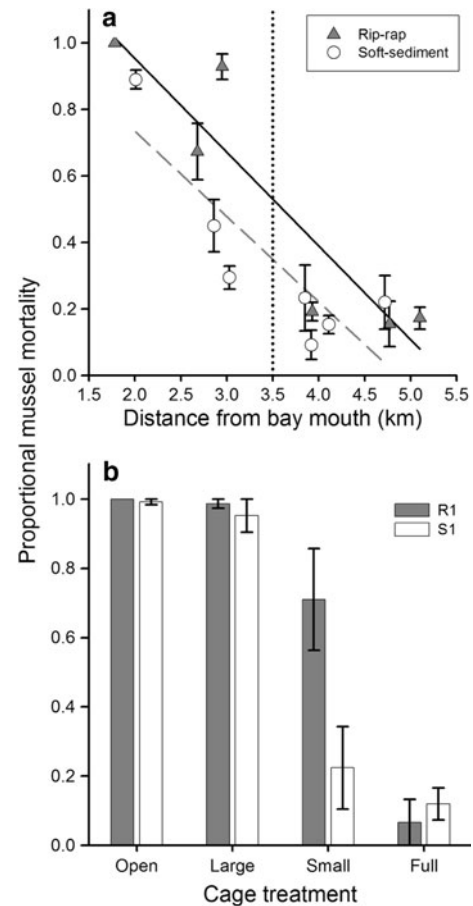 a
Rip-rap
Soft-sediment
1.0
0.8
0.6
0.4
0.2
0.0
1.5 2.0 2.5 3.0 3.5 4.0 4.5 5.0 5.5
Distance from bay mouth (km)
Proportional mussel mortality
b
R1
S1
1.0
0.8
0.6
0.4
0.2
0.0
Open Large Small Full
Cage treatment